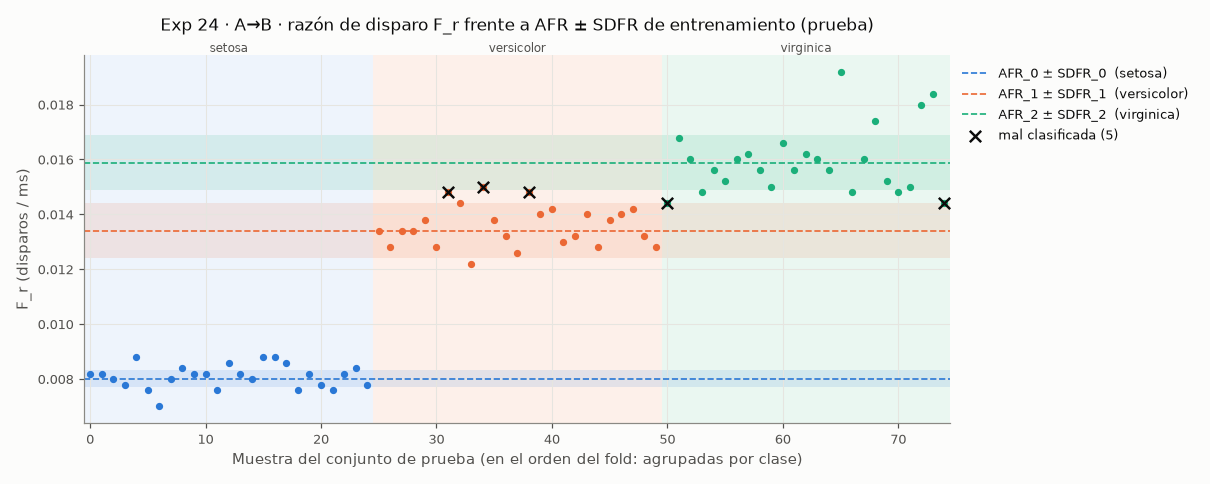 Exp 24 · A→B · razón de disparo F_r frente a AFR ± SDFR de entrenamiento (prueba)
setosa
versicolor
virginica
AFR_0 ± SDFR_0 (setosa)
AFR_1 ± SDFR_1 (versicolor)
AFR_2 ± SDFR_2 (virginica)
mal clasificada (5)
F_r (disparos / ms)
0.018
0.016
0.014
0.012
0.010
0.008
0
10
20
30
40
50
60
70
Muestra del conjunto de prueba (en el orden del fold: agrupadas por clase)